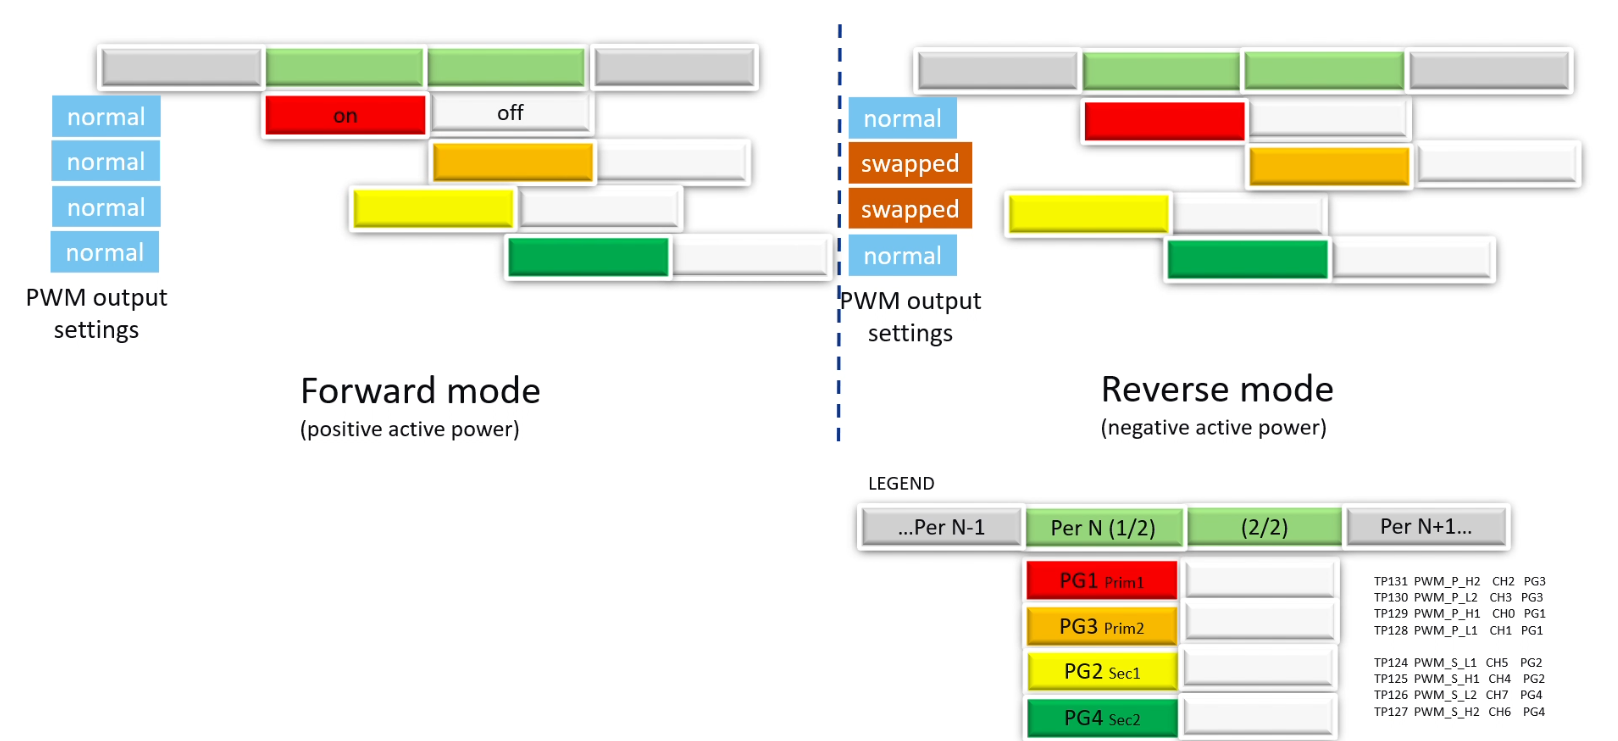 on
off
normal
normal
normal
normal
PWM output
settings
Forward mode
(positive active power)
normal
swapped
swapped
normal
PWM output
settings
Reverse mode
(negative active power)
LEGEND
...Per N-1 Per N (1/2) (2/2) Per N+1...
PG1 Prim1
PG3 Prim2
PG2 Sec1
PG4 Sec2
TP131 PWM_P_H2 CH2 PG3
TP130 PWM_P_L2 CH3 PG3
TP129 PWM_P_H1 CH0 PG1
TP128 PWM_P_L1 CH1 PG1
TP124 PWM_S_L1 CH5 PG2
TP125 PWM_S_H1 CH4 PG2
TP126 PWM_S_L2 CH7 PG4
TP127 PWM_S_H2 CH6 PG4